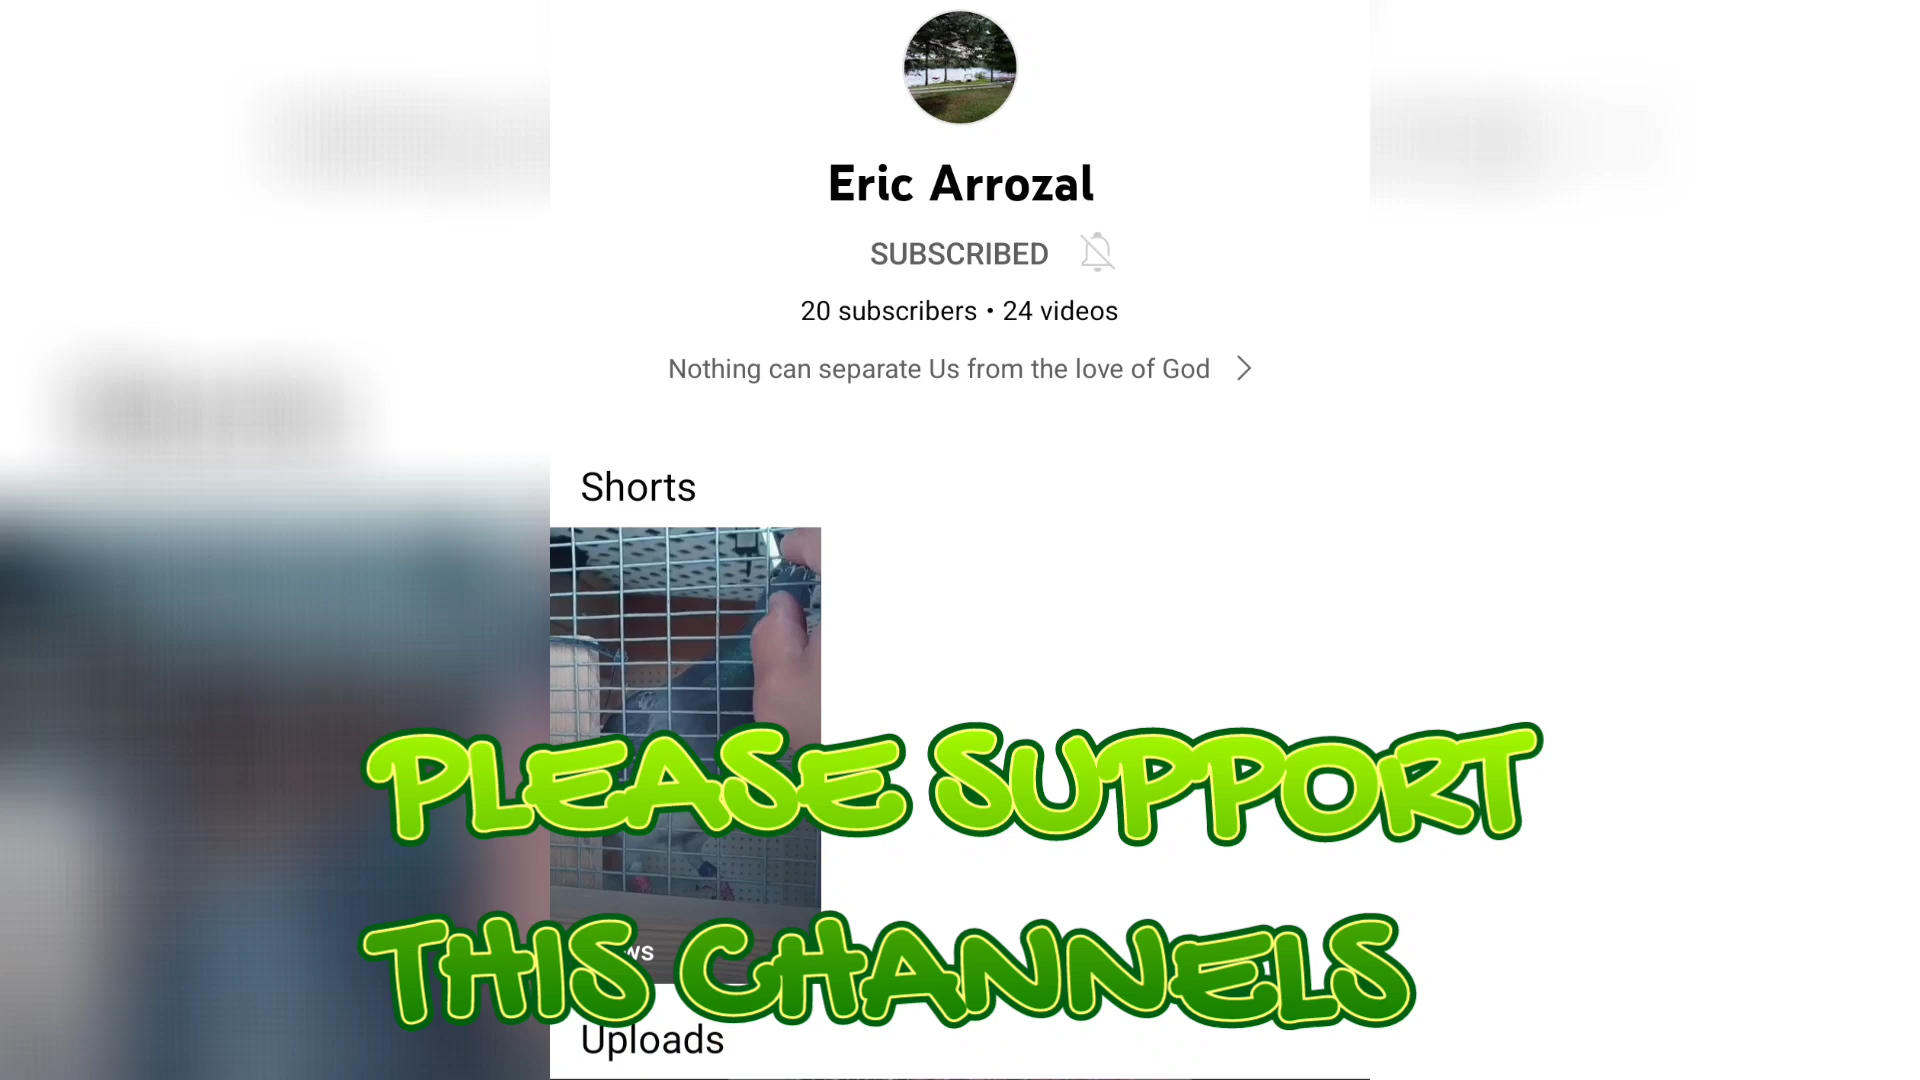 Eric Arrozal
SUBSCRIBED
20 subscribers • 24 videos
Nothing can separate Us from the love of God
Shorts
PLEASE SUPPORT
THIS CHANNELS
Uploads